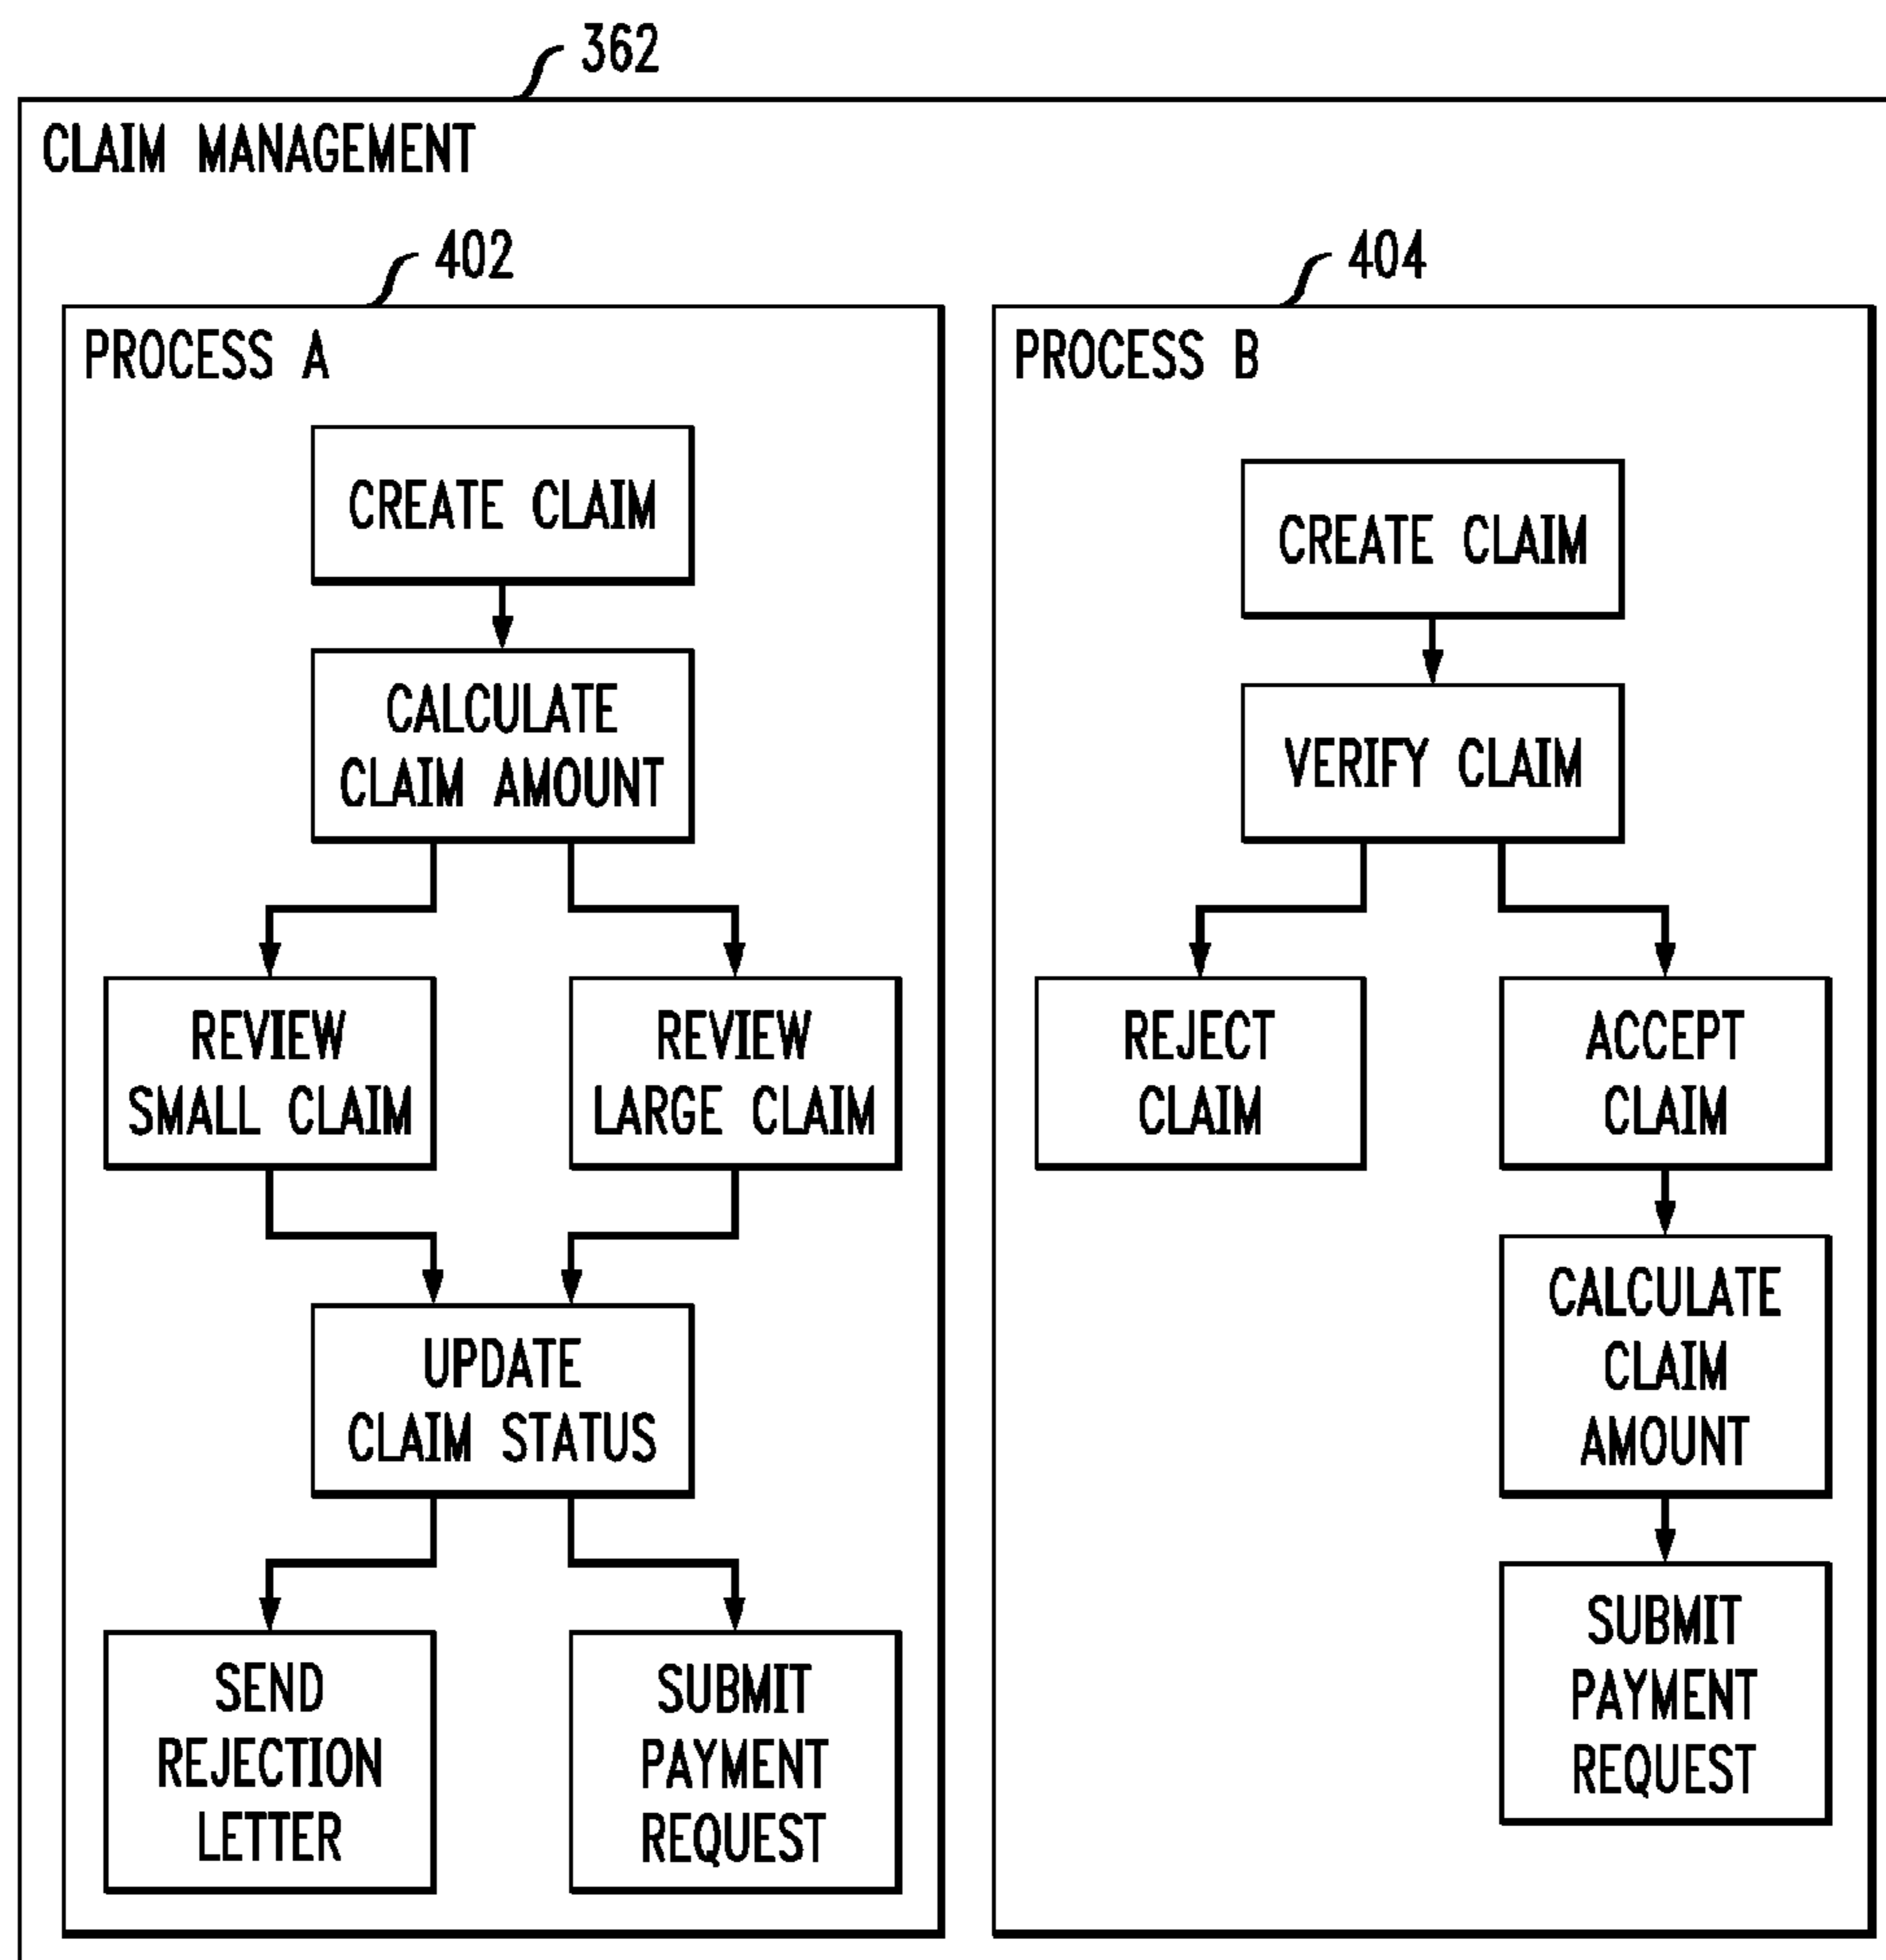 362
CLAIM MANAGEMENT
402
PROCESS A
CREATE CLAIM
CALCULATE
CLAIM AMOUNT
REVIEW
SMALL CLAIM
REVIEW
LARGE CLAIM
UPDATE
CLAIM STATUS
SEND
REJECTION
LETTER
SUBMIT
PAYMENT
REQUEST
404
PROCESS B
CREATE CLAIM
VERIFY CLAIM
REJECT
CLAIM
ACCEPT
CLAIM
CALCULATE
CLAIM
AMOUNT
SUBMIT
PAYMENT
REQUEST